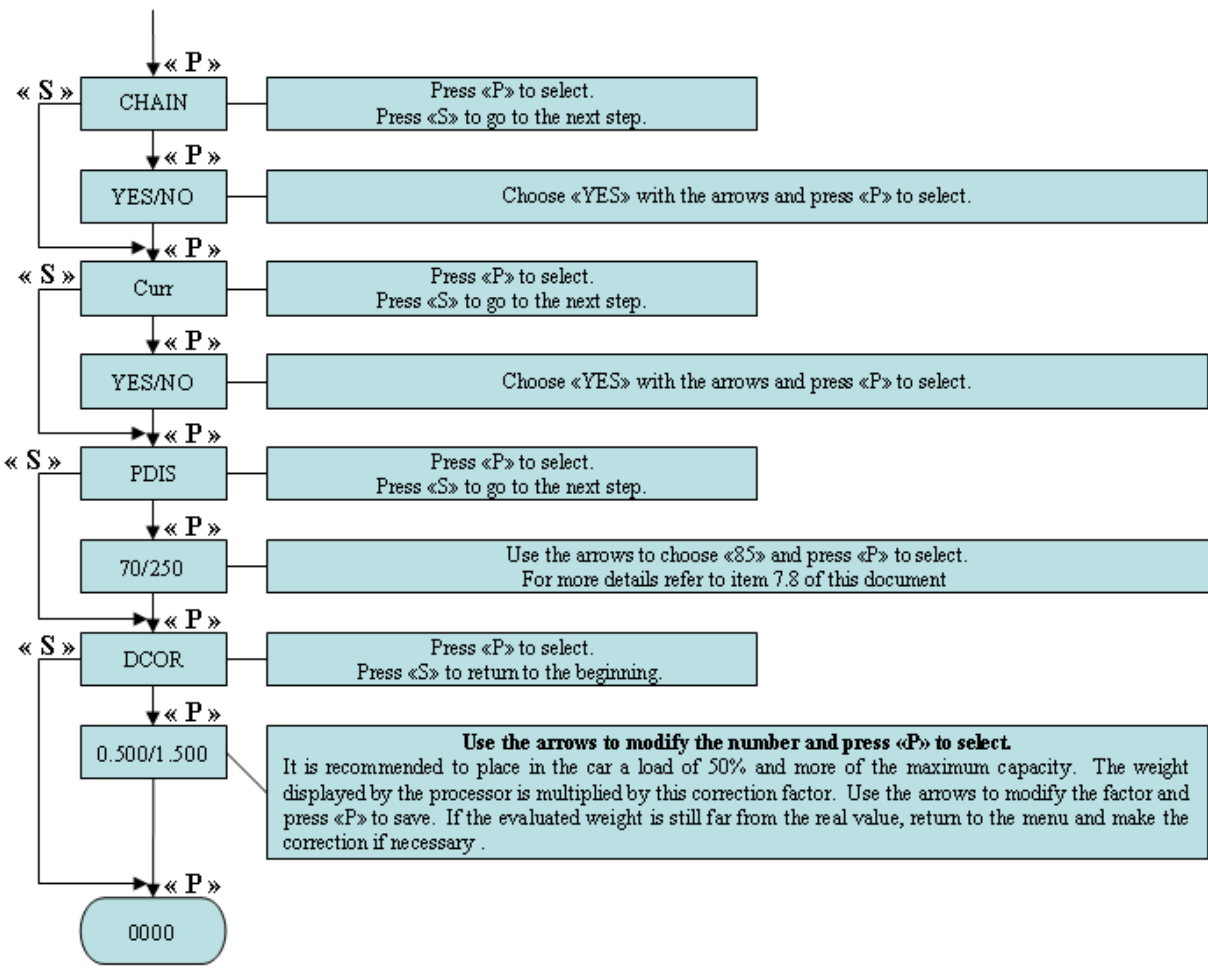 « P »
« S »
CHAIN
Press «P» to select.
Press «S» to go to the next step.
« P »
YES/NO
Choose «YES» with the arrows and press «P» to select.
« P »
« S »
Curr
Press «P» to select.
Press «S» to go to the next step.
« P »
YES/NO
Choose «YES» with the arrows and press «P» to select.
« P »
« S »
PDIS
Press «P» to select.
Press «S» to go to the next step.
« P »
70/250
Use the arrows to choose «85» and press «P» to select.
For more details refer to item 7.8 of this document
« P »
« S »
DCOR
Press «P» to select.
Press «S» to return to the beginning.
« P »
0.500/1.500
Use the arrows to modify the number and press «P» to select.
It is recommended to place in the car a load of 50% and more of the maximum capacity. The weight
displayed by the processor is multiplied by this correction factor. Use the arrows to modify the factor and
press «P» to save. If the evaluated weight is still far from the real value, return to the menu and make the
correction if necessary .
« P »
0000